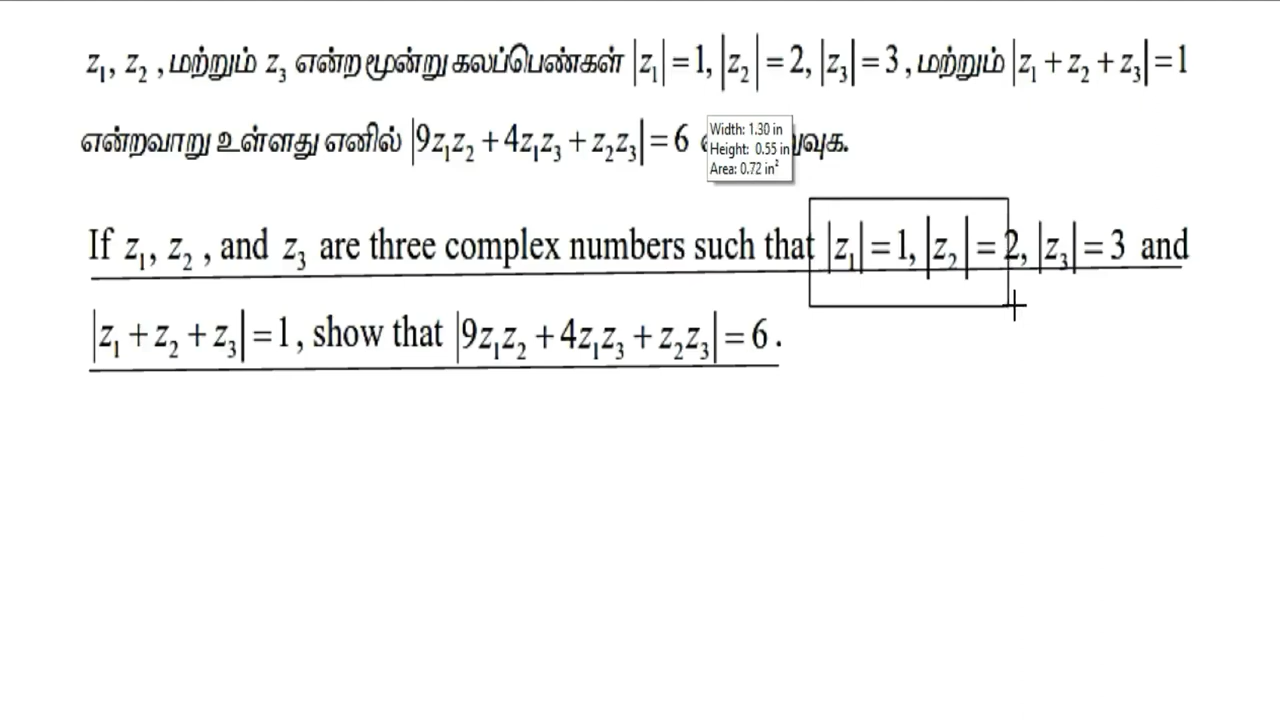 z₁, z₂ , மற்றும் z₃ என்ற மூன்று கலப்பெண்கள் |z₁| = 1, |z₂| = 2, |z₃| = 3 , மற்றும் |z₁ + z₂ + z₃| = 1
என்றவாறு உள்ளது எனில் |9z₁z₂ + 4z₁z₃ + z₂z₃| = 6
Width: 1.30 in
Height: 0.55 in
Area: 0.72 in²
If z₁, z₂ , and z₃ are three complex numbers such that |z₁| = 1, |z₂| = 2, |z₃| = 3 and
|z₁ + z₂ + z₃| = 1, show that |9z₁z₂ + 4z₁z₃ + z₂z₃| = 6 .